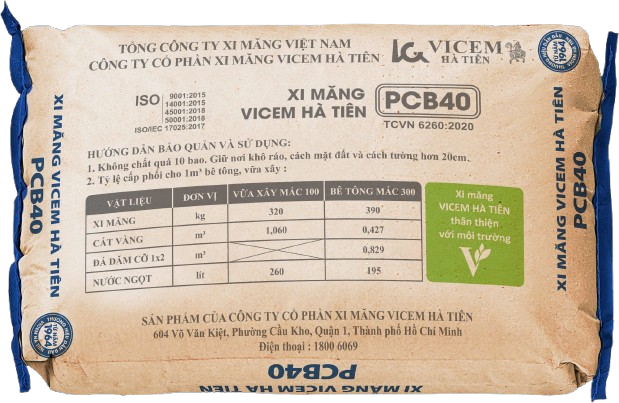 TỔNG CÔNG TY XI MĂNG VIỆT NAM
CÔNG TY CỔ PHẦN XI MĂNG VICEM HÀ TIÊN
VICEM
HÀ TIÊN
ISO 9001:2015
14001:2015
45001:2018
50001:2018
ISO/IEC 17025:2017
XI MĂNG
VICEM HÀ TIÊN
PCB40
TCVN 6260:2020
HƯỚNG DẪN BẢO QUẢN VÀ SỬ DỤNG:
1. Không chất quá 10 bao. Giữ nơi khô ráo, cách mặt đất và cách tường hơn 20cm.
2. Tỷ lệ cấp phối cho 1m³ bê tông, vữa xây :
VẬT LIỆU ĐƠN VỊ VỮA XÂY MÁC 100 BÊ TÔNG MÁC 300
XI MĂNG kg 320 390
CÁT VÀNG m³ 1,060 0,427
ĐÁ DĂM CỠ 1x2 m³ 0,829
NƯỚC NGỌT lít 260 195
Xi măng
VICEM HÀ TIÊN
thân thiện
với môi trường
SẢN PHẨM CỦA CÔNG TY CỔ PHẦN XI MĂNG VICEM HÀ TIÊN
604 Võ Văn Kiệt, Phường Cầu Kho, Quận 1, Thành phố Hồ Chí Minh
Điện thoại : 1800 6069
XI MĂNG VICEM HÀ TIÊN
PCB40
XI MĂNG VICEM HÀ TIÊN
PCB40
XI MĂNG VICEM HÀ TIÊN
PCB40
THƯƠNG HIỆU DẪN ĐẦU
TỪ NĂM
1964
THƯƠNG HIỆU DẪN ĐẦU
TỪ NĂM
1964